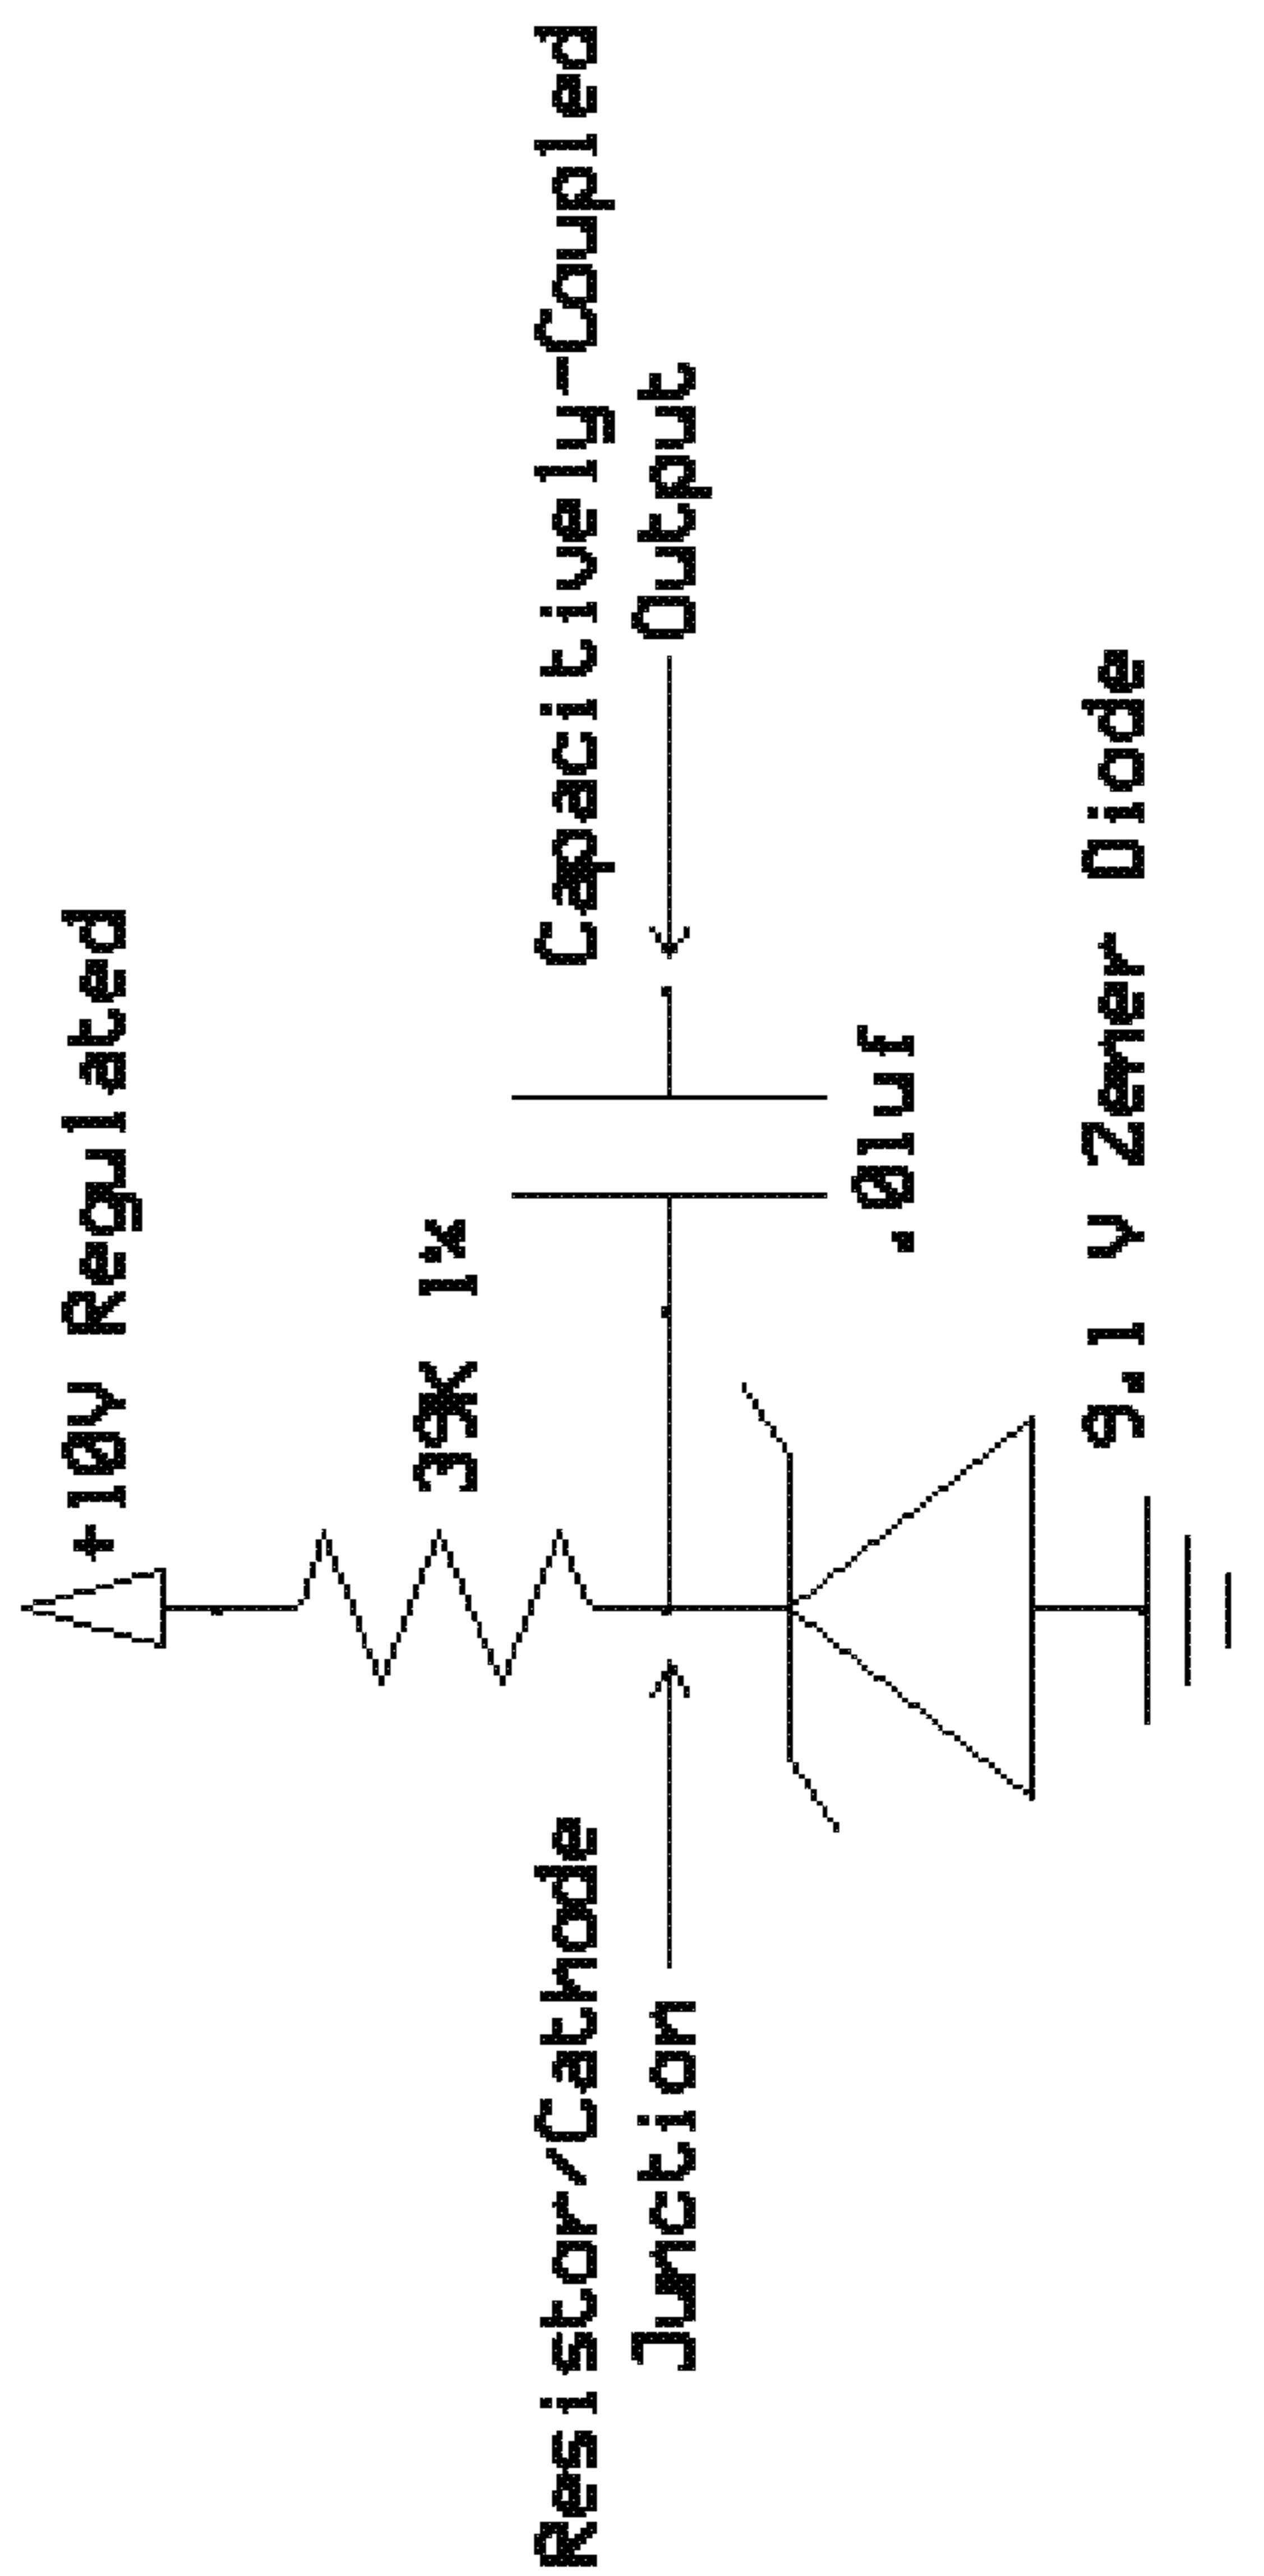 +10V Regulated
39K 1%
Resistor/Cathode
Junction
Capacitively-Coupled
Output
.01uf
9.1 V Zener Diode